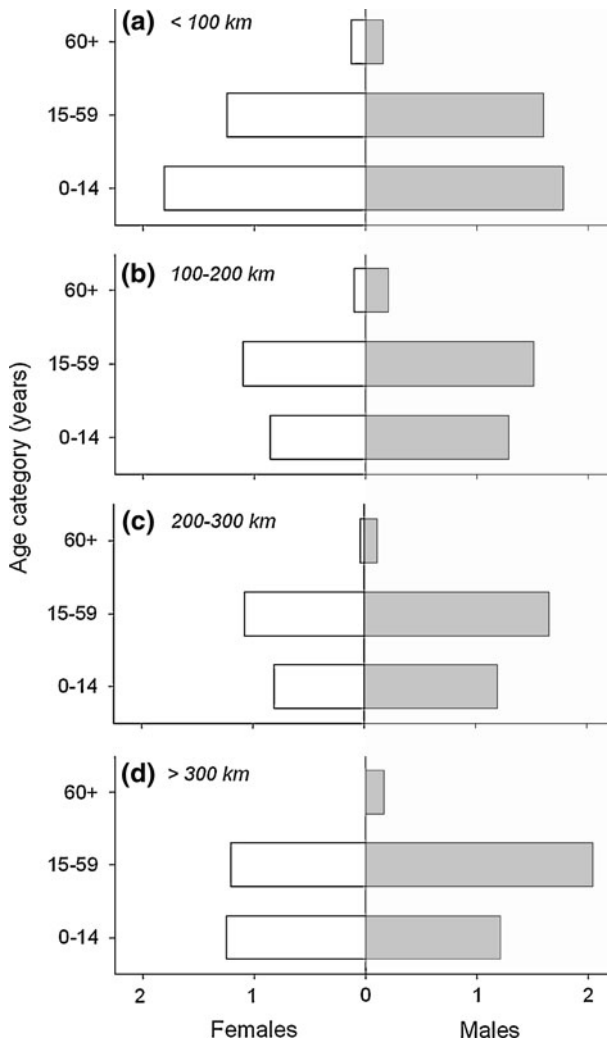 (a) < 100 km
60+
15-59
0-14
(b) 100-200 km
60+
15-59
0-14
(c) 200-300 km
60+
15-59
0-14
(d) > 300 km
60+
15-59
0-14
2 1 0 1 2
Females Males
Age category (years)